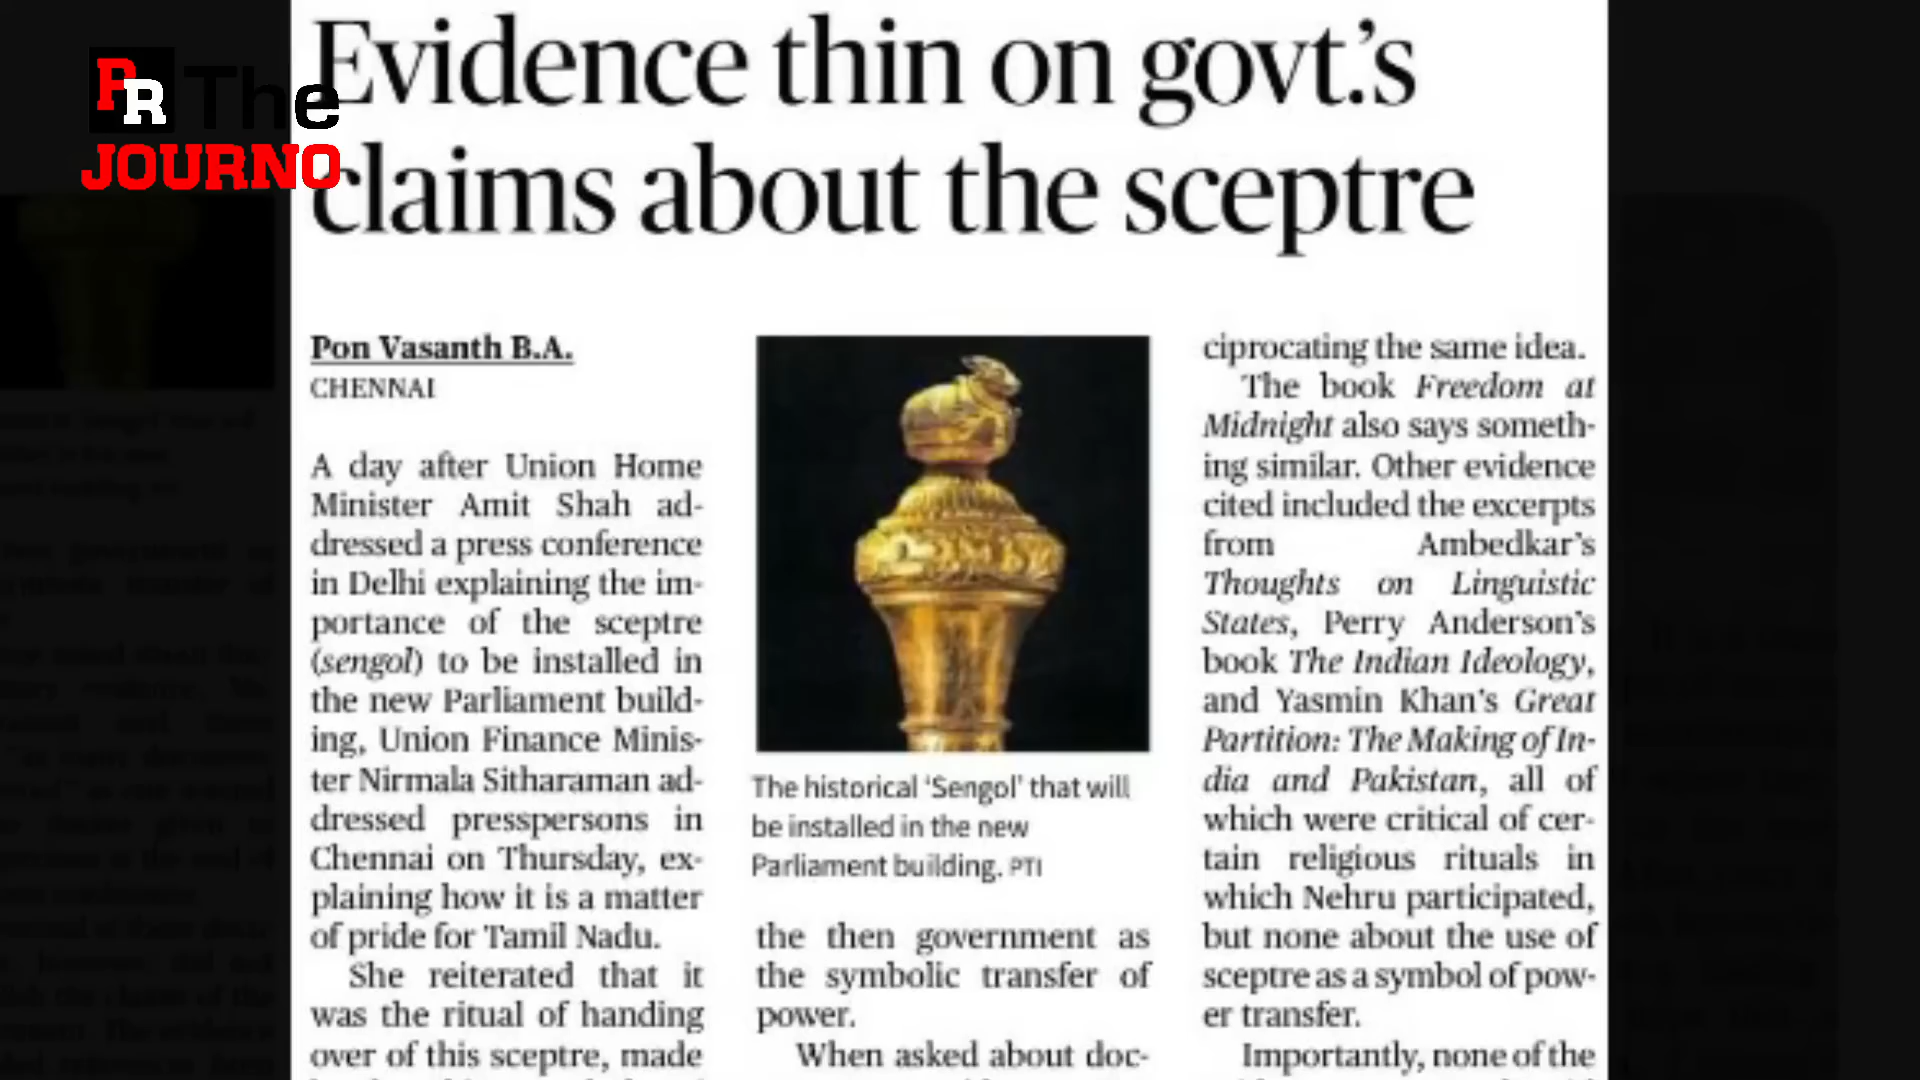 PR The
JOURNO
Evidence thin on govt.'s
claims about the sceptre
Pon Vasanth B.A.
CHENNAI
A day after Union Home
Minister Amit Shah ad-
dressed a press conference
in Delhi explaining the im-
portance of the sceptre
(sengol) to be installed in
the new Parliament build-
ing, Union Finance Minis-
ter Nirmala Sitharaman ad-
dressed presspersons in
Chennai on Thursday, ex-
plaining how it is a matter
of pride for Tamil Nadu.
She reiterated that it
was the ritual of handing
over of this sceptre, made
The historical 'Sengol' that will
be installed in the new
Parliament building. PTI
the then government as
the symbolic transfer of
power.
When asked about doc-
ciprocating the same idea.
The book Freedom at
Midnight also says someth-
ing similar. Other evidence
cited included the excerpts
from Ambedkar's
Thoughts on Linguistic
States, Perry Anderson's
book The Indian Ideology,
and Yasmin Khan's Great
Partition: The Making of In-
dia and Pakistan, all of
which were critical of cer-
tain religious rituals in
which Nehru participated,
but none about the use of
sceptre as a symbol of pow-
er transfer.
Importantly, none of the